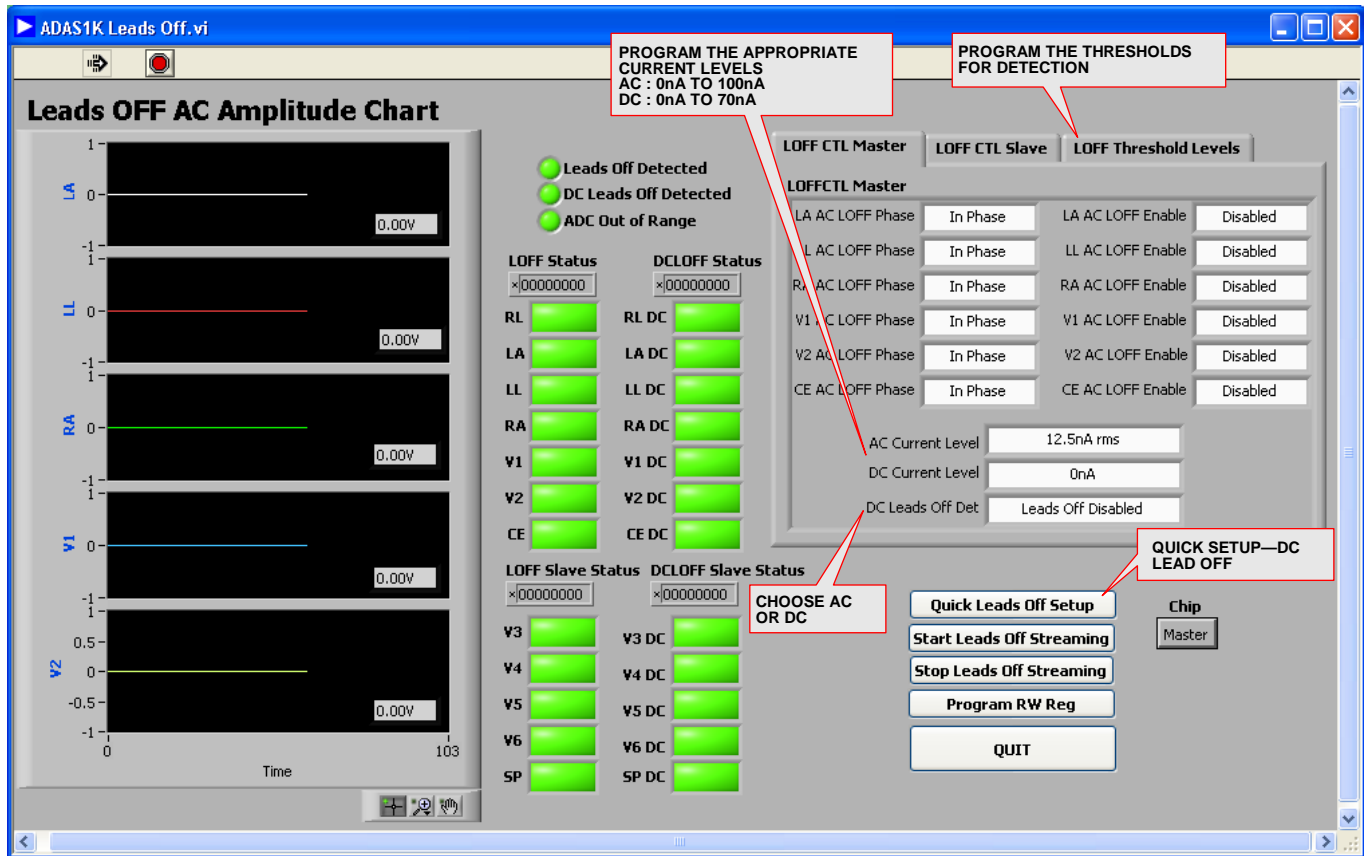 ADAS1K Leads Off.vi
PROGRAM THE APPROPRIATE
CURRENT LEVELS
AC : 0nA TO 100nA
DC : 0nA TO 70nA
PROGRAM THE THRESHOLDS
FOR DETECTION
Leads OFF AC Amplitude Chart
1
LA
0
0.00V
-1
1
LL
0
0.00V
-1
1
RA
0
0.00V
-1
1
V1
0
0.00V
-1
1
0.5
V2
0
-0.5
0.00V
-1
0
103
Time
Leads Off Detected
DC Leads Off Detected
ADC Out of Range
LOFF Status
DCLOFF Status
×00000000
×00000000
RL
RL DC
LA
LA DC
LL
LL DC
RA
RA DC
V1
V1 DC
V2
V2 DC
CE
CE DC
LOFF Slave Status
DCLOFF Slave Status
×00000000
×00000000
V3
V3 DC
V4
V4 DC
V5
V5 DC
V6
V6 DC
SP
SP DC
LOFF CTL Master
LOFF CTL Slave
LOFF Threshold Levels
LOFFCTL Master
LA AC LOFF Phase
In Phase
LA AC LOFF Enable
Disabled
LL AC LOFF Phase
In Phase
LL AC LOFF Enable
Disabled
RA AC LOFF Phase
In Phase
RA AC LOFF Enable
Disabled
V1 AC LOFF Phase
In Phase
V1 AC LOFF Enable
Disabled
V2 AC LOFF Phase
In Phase
V2 AC LOFF Enable
Disabled
CE AC LOFF Phase
In Phase
CE AC LOFF Enable
Disabled
AC Current Level
12.5nA rms
DC Current Level
0nA
DC Leads Off Det
Leads Off Disabled
QUICK SETUP—DC
LEAD OFF
CHOOSE AC
OR DC
Quick Leads Off Setup
Start Leads Off Streaming
Stop Leads Off Streaming
Program RW Reg
QUIT
Chip
Master